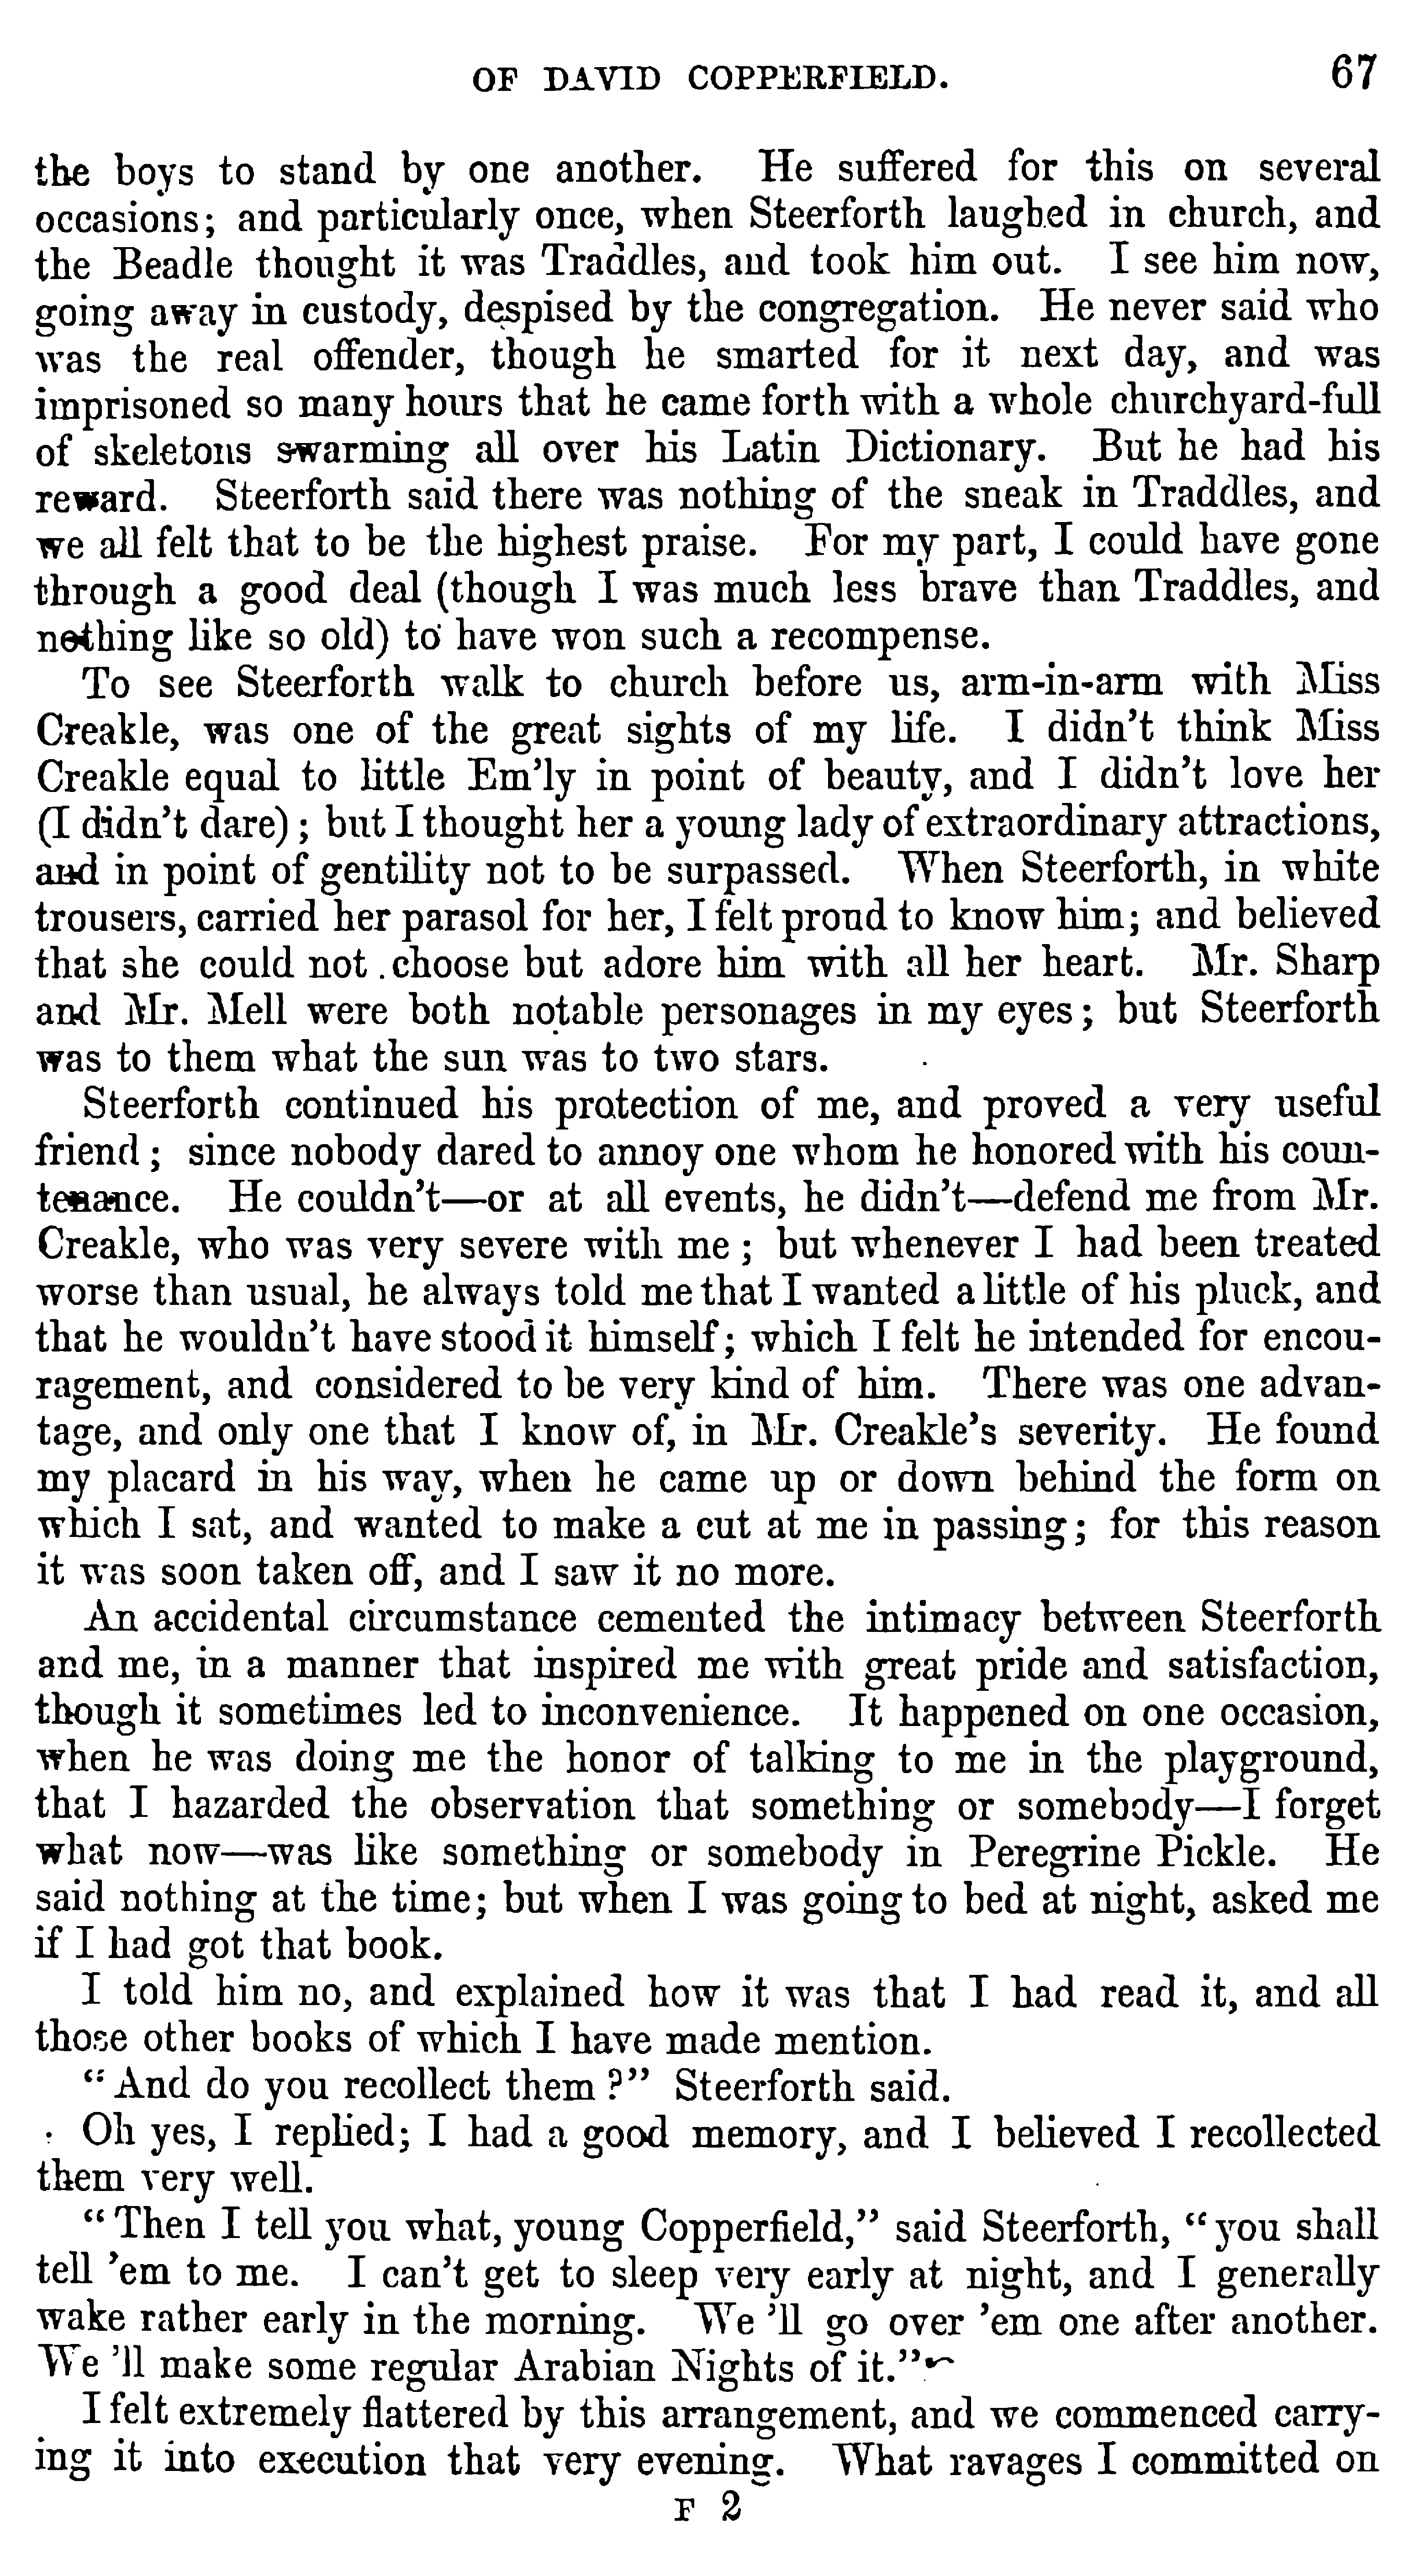 OF DAVID COPPERFIELD. 67
the boys to stand by one another. He suffered for this on several
occasions; and particularly once, when Steerforth laughed in church, and
the Beadle thought it was Traddles, and took him out. I see him now,
going away in custody, despised by the congregation. He never said who
was the real offender, though he smarted for it next day, and was
imprisoned so many hours that he came forth with a whole churchyard-full
of skeletons swarming all over his Latin Dictionary. But he had his
reward. Steerforth said there was nothing of the sneak in Traddles, and
we all felt that to be the highest praise. For my part, I could have gone
through a good deal (though I was much less brave than Traddles, and
nothing like so old) to have won such a recompense.
To see Steerforth walk to church before us, arm-in-arm with Miss
Creakle, was one of the great sights of my life. I didn't think Miss
Creakle equal to little Em'ly in point of beauty, and I didn't love her
(I didn't dare); but I thought her a young lady of extraordinary attractions,
and in point of gentility not to be surpassed. When Steerforth, in white
trousers, carried her parasol for her, I felt proud to know him; and believed
that she could not choose but adore him with all her heart. Mr. Sharp
and Mr. Mell were both notable personages in my eyes; but Steerforth
was to them what the sun was to two stars.
Steerforth continued his protection of me, and proved a very useful
friend; since nobody dared to annoy one whom he honored with his coun-
tenance. He couldn't—or at all events, he didn't—defend me from Mr.
Creakle, who was very severe with me; but whenever I had been treated
worse than usual, he always told me that I wanted a little of his pluck, and
that he wouldn't have stood it himself; which I felt he intended for encou-
ragement, and considered to be very kind of him. There was one advan-
tage, and only one that I know of, in Mr. Creakle's severity. He found
my placard in his way, when he came up or down behind the form on
which I sat, and wanted to make a cut at me in passing; for this reason
it was soon taken off, and I saw it no more.
An accidental circumstance cemented the intimacy between Steerforth
and me, in a manner that inspired me with great pride and satisfaction,
though it sometimes led to inconvenience. It happened on one occasion,
when he was doing me the honor of talking to me in the playground,
that I hazarded the observation that something or somebody—I forget
what now—was like something or somebody in Peregrine Pickle. He
said nothing at the time; but when I was going to bed at night, asked me
if I had got that book.
I told him no, and explained how it was that I had read it, and all
those other books of which I have made mention.
"And do you recollect them?" Steerforth said.
Oh yes, I replied; I had a good memory, and I believed I recollected
them very well.
"Then I tell you what, young Copperfield," said Steerforth, "you shall
tell 'em to me. I can't get to sleep very early at night, and I generally
wake rather early in the morning. We 'll go over 'em one after another.
We 'll make some regular Arabian Nights of it."
I felt extremely flattered by this arrangement, and we commenced carry-
ing it into execution that very evening. What ravages I committed on
F 2